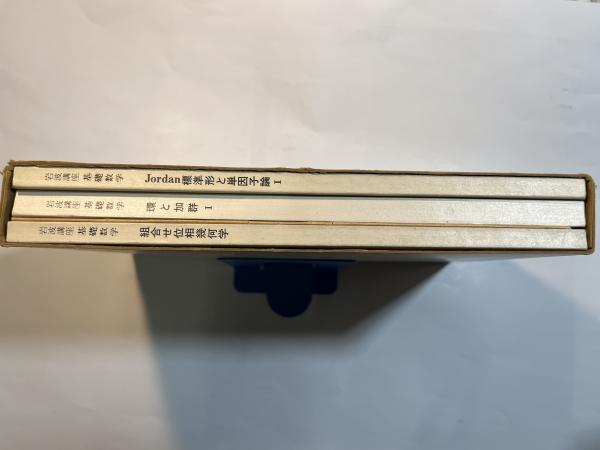 岩波講座 基礎数学 Jordan標準形と単因子論 I
岩波講座 基礎数学 環と加群 I
岩波講座 基礎数学 組合せ位相幾何学